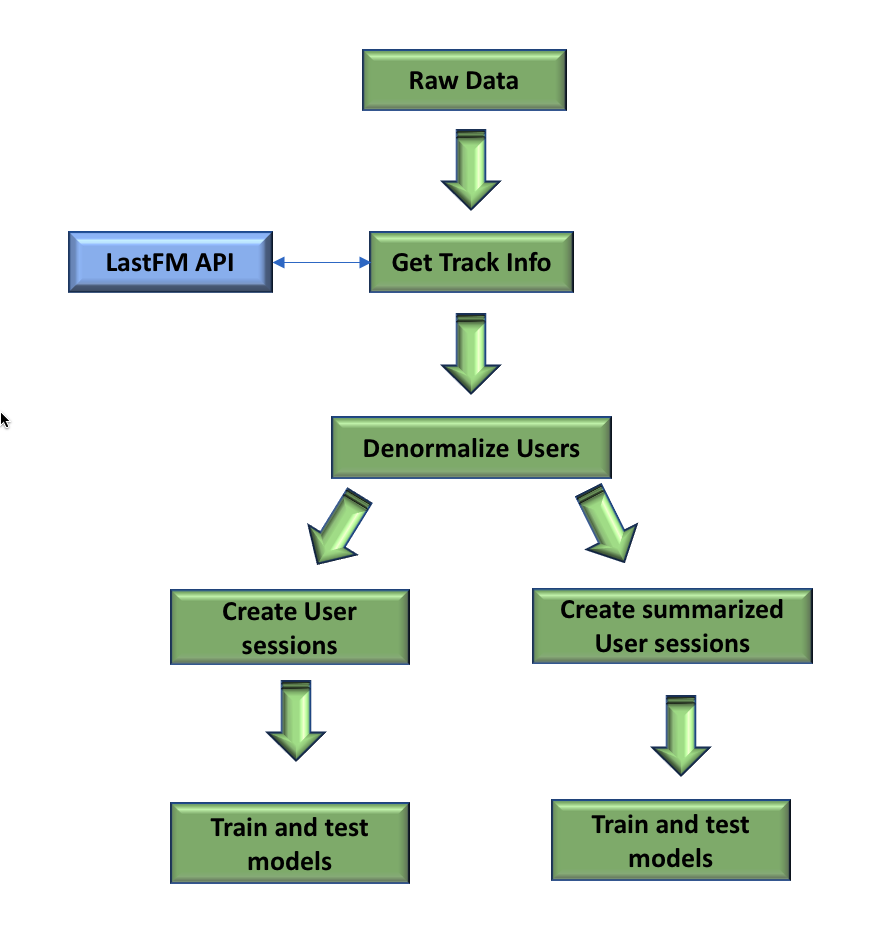 Raw Data
LastFM API
Get Track Info
Denormalize Users
Create User
sessions
Create summarized
User sessions
Train and test
models
Train and test
models